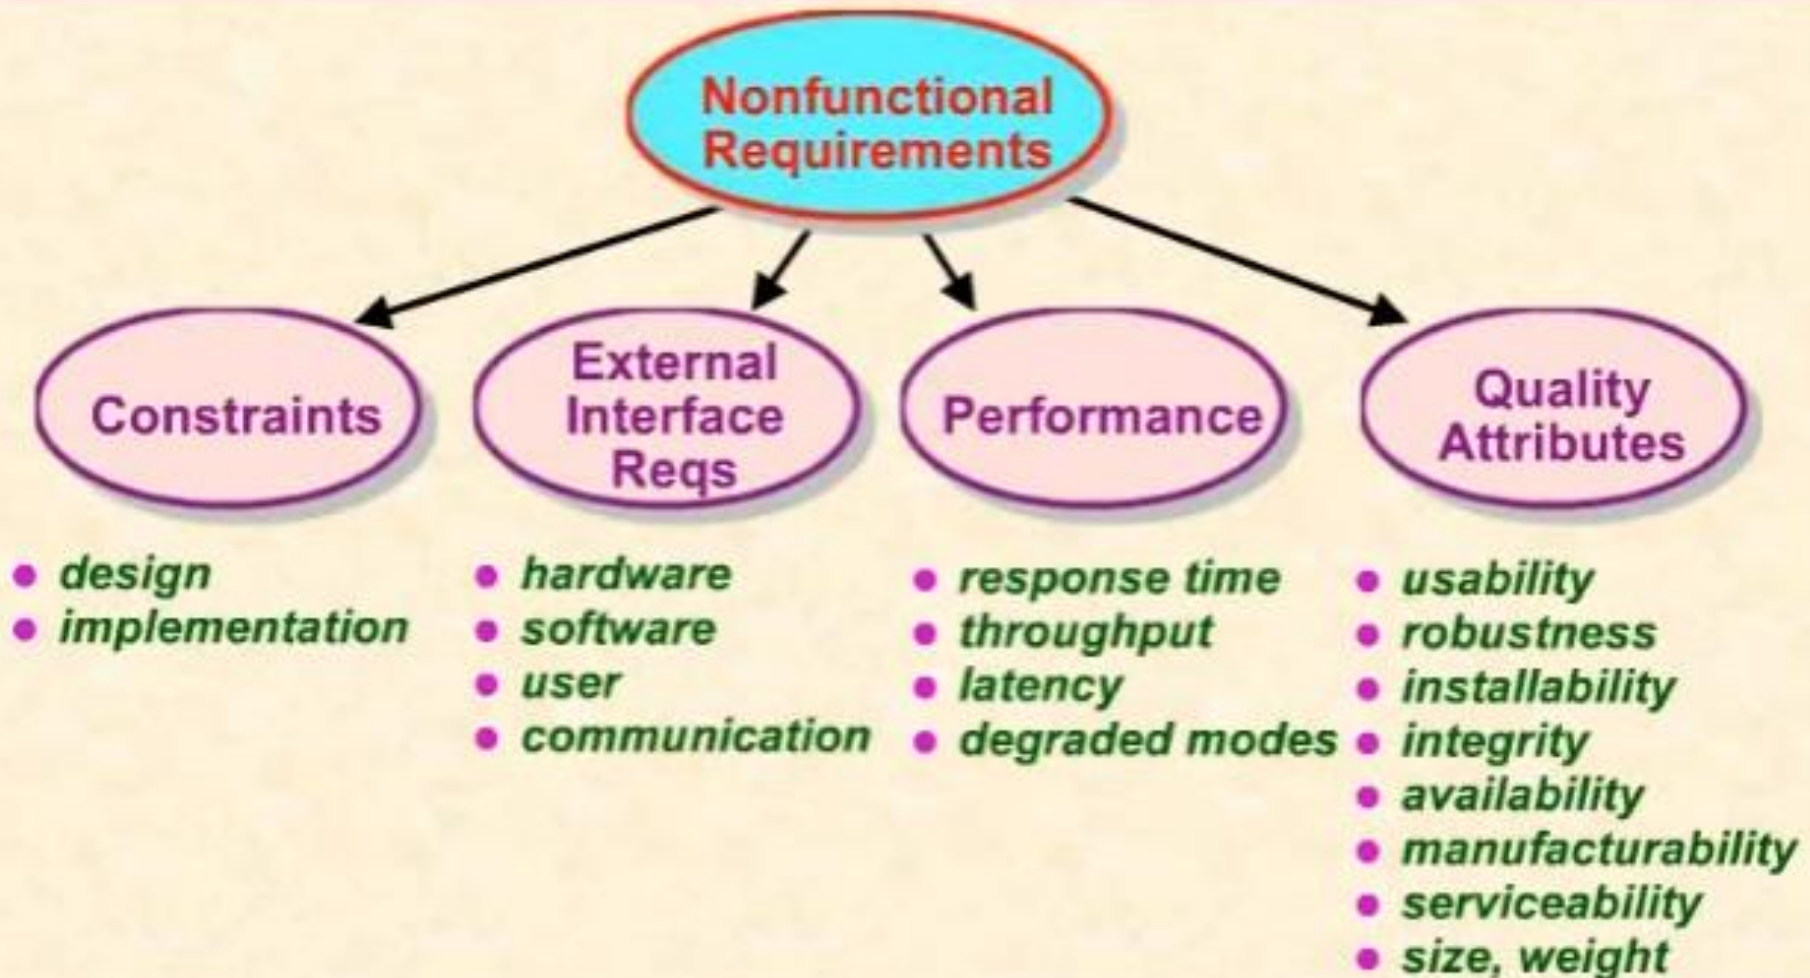 Nonfunctional
Requirements
Constraints
External
Interface
Reqs
Performance
Quality
Attributes
• design
• implementation
• hardware
• software
• user
• communication
• response time
• throughput
• latency
• degraded modes
• usability
• robustness
• installability
• integrity
• availability
• manufacturability
• serviceability
• size, weight